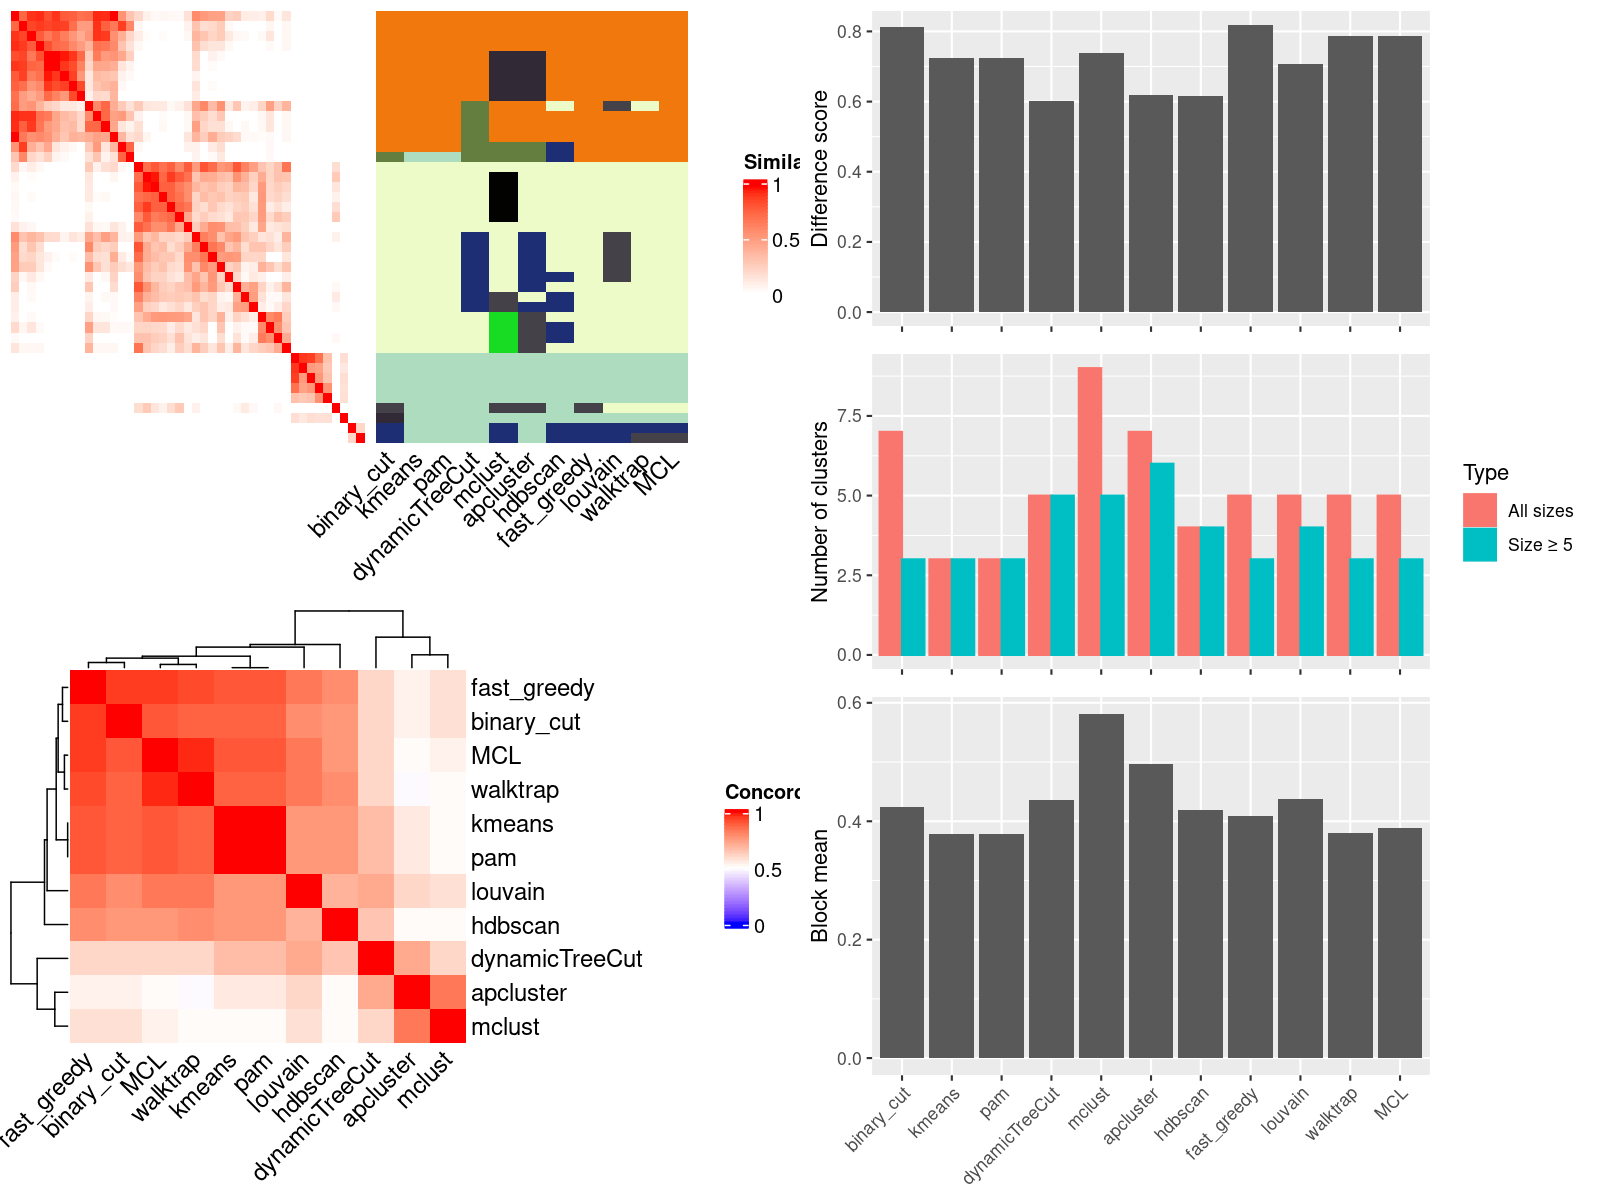 Simila
1
0.5
0
binary_cut
kmeans
pam
dynamicTreeCut
mclust
apcluster
hdbscan
fast_greedy
louvain
walktrap
MCL
fast_greedy
binary_cut
MCL
walktrap
kmeans
pam
louvain
hdbscan
dynamicTreeCut
apcluster
mclust
Concord
1
0.5
0
fast_greedy
binary_cut
MCL
walktrap
kmeans
pam
louvain
hdbscan
dynamicTreeCut
apcluster
mclust
Difference score
0.8
0.6
0.4
0.2
0.0
Number of clusters
7.5
5.0
2.5
0.0
Type
All sizes
Size ≥ 5
Block mean
0.6
0.4
0.2
0.0
binary_cut
kmeans
pam
dynamicTreeCut
mclust
apcluster
hdbscan
fast_greedy
louvain
walktrap
MCL